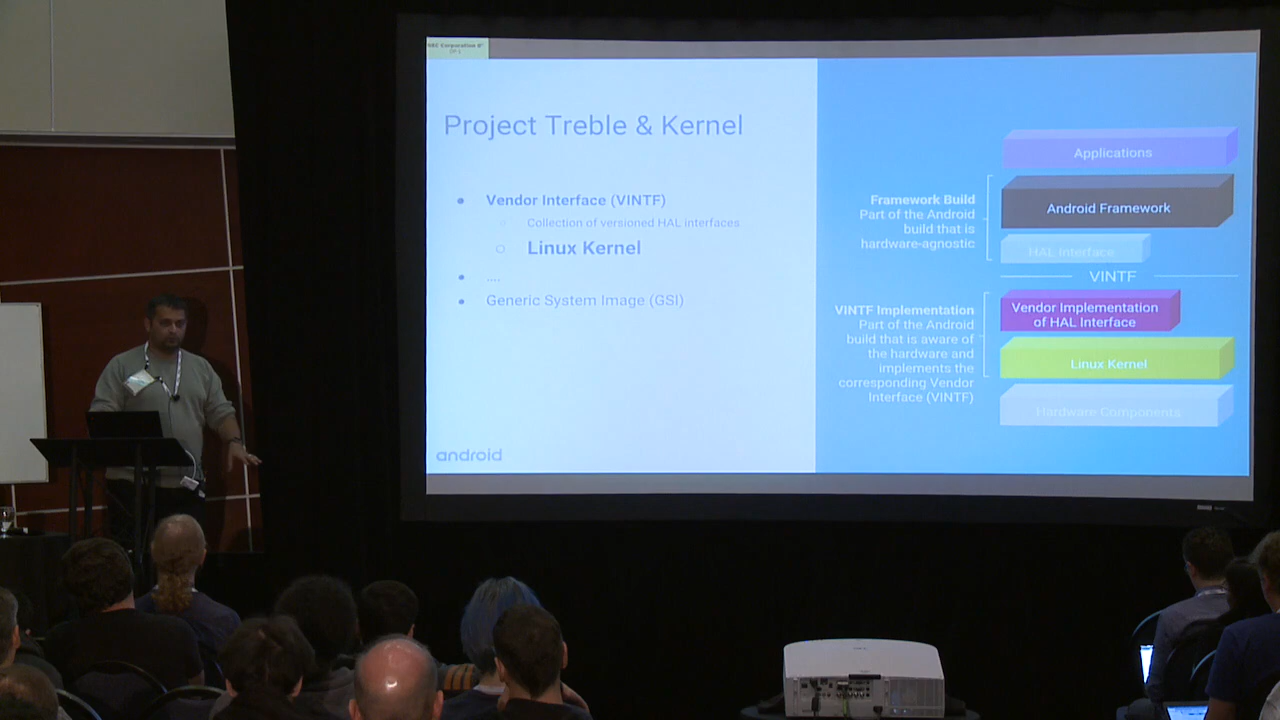 NEC Corporation
Project Treble & Kernel
Vendor Interface (VINTF)
Collection of versioned HAL interfaces
Linux Kernel
....
Generic System Image (GSI)
android
Applications
Framework Build
Part of the Android
build that is
hardware-agnostic
Android Framework
HAL Interface
VINTF
VINTF Implementation
Part of the Android
build that is aware of
the hardware and
implements the
corresponding Vendor
Interface (VINTF)
Vendor Implementation
of HAL Interface
Linux Kernel
Hardware Components